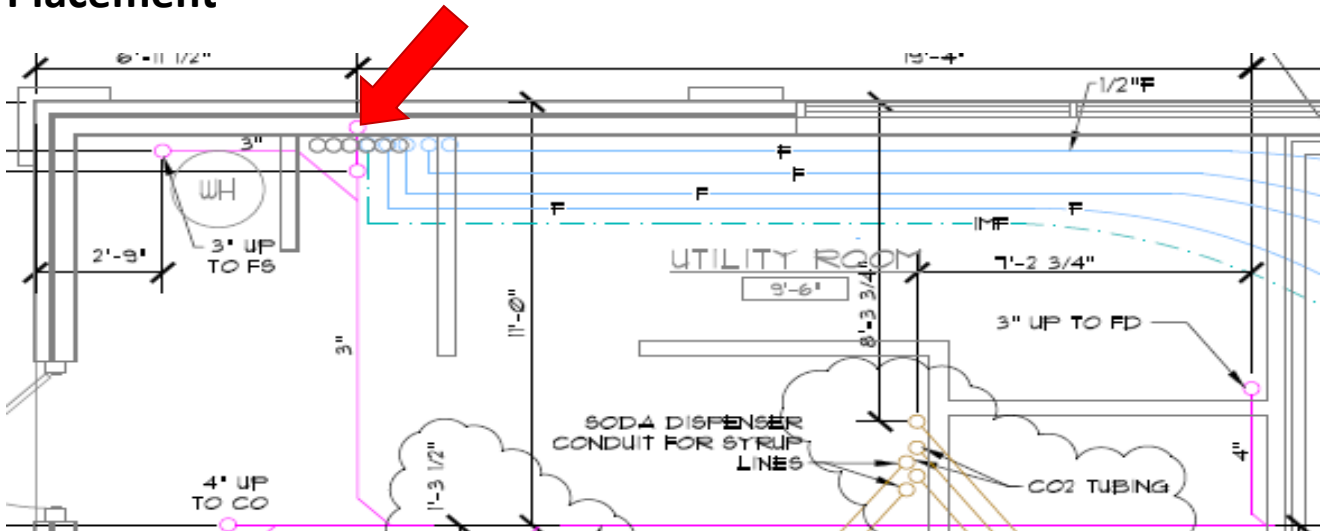 Placement
6'-11 1/2"
19'-4"
1/2"F
3"
F
F
F
F
F
IMF
WH
3" UP
TO FS
2'-9"
UTILITY ROOM
9'-6"
7'-2 3/4"
8'-3 3/4"
11'-0"
3"
3" UP TO FD
SODA DISPENSER
CONDUIT FOR SYRUP
LINES
CO2 TUBING
4"
4" UP
TO CO
1'-3 1/2"